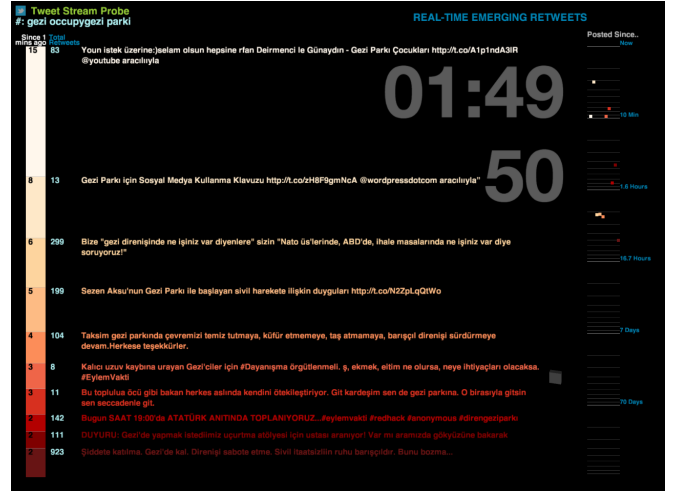 Tweet Stream Probe
#: gezi occupygezi parki
REAL-TIME EMERGING RETWEETS
Since 1 Total
mins ago Retweets
Posted Since..
Now
15 83 Youn istek üzerine:)selam olsun hepsine rfan Deirmenci le Günaydın - Gezi Parkı Çocukları http://t.co/A1p1ndA3IR
@youtube aracılııyla
01:49
50
10 Min
8 13 Gezi Parkı için Sosyal Medya Kullanma Klavuzu http://t.co/zH8F9gmNcA @wordpressdotcom aracılııyla"
1.6 Hours
6 299 Bize "gezi direnişinde ne işiniz var diyenlere" sizin "Nato üs'lerinde, ABD'de, ihale masalarında ne işiniz var diye
soruyoruz!"
16.7 Hours
5 199 Sezen Aksu'nun Gezi Parkı ile başlayan sivil harekete ilişkin duyguları http://t.co/N2ZpLqQtWo
7 Days
4 104 Taksim gezi parkında çevremizi temiz tutmaya, küfür etmemeye, taş atmamaya, barışçıl direnişi sürdürmeye
devam.Herkese teşekkürler.
3 8 Kalıcı uzuv kaybına urayan Gezi'ciler için #Dayanışma örgütlenmeli. ş, ekmek, eitim ne olursa, neye ihtiyaçları olacaksa.
#EylemVakti
3 11 Bu toplulua öcü gibi bakan herkes aslında kendini ötekileştiriyor. Git kardeşim sen de gezi parkına. O birasıyla gitsin
sen seccadenle git.
70 Days
2 142 Bugun SAAT 19:00'da ATATÜRK ANITINDA TOPLANIYORUZ...#eylemvakti #redhack #anonymous #direngeziparkı
2 111 DUYURU: Gezi'de yapmak istediimiz uçurtma atölyesi için ustası aranıyor! Var mı aramızda gökyüzüne bakarak
2 923 Şiddete katılma. Gezi'de kal. Direnişi sabote etme. Sivil itaatsizliin ruhu barışçıldır. Bunu bozma...